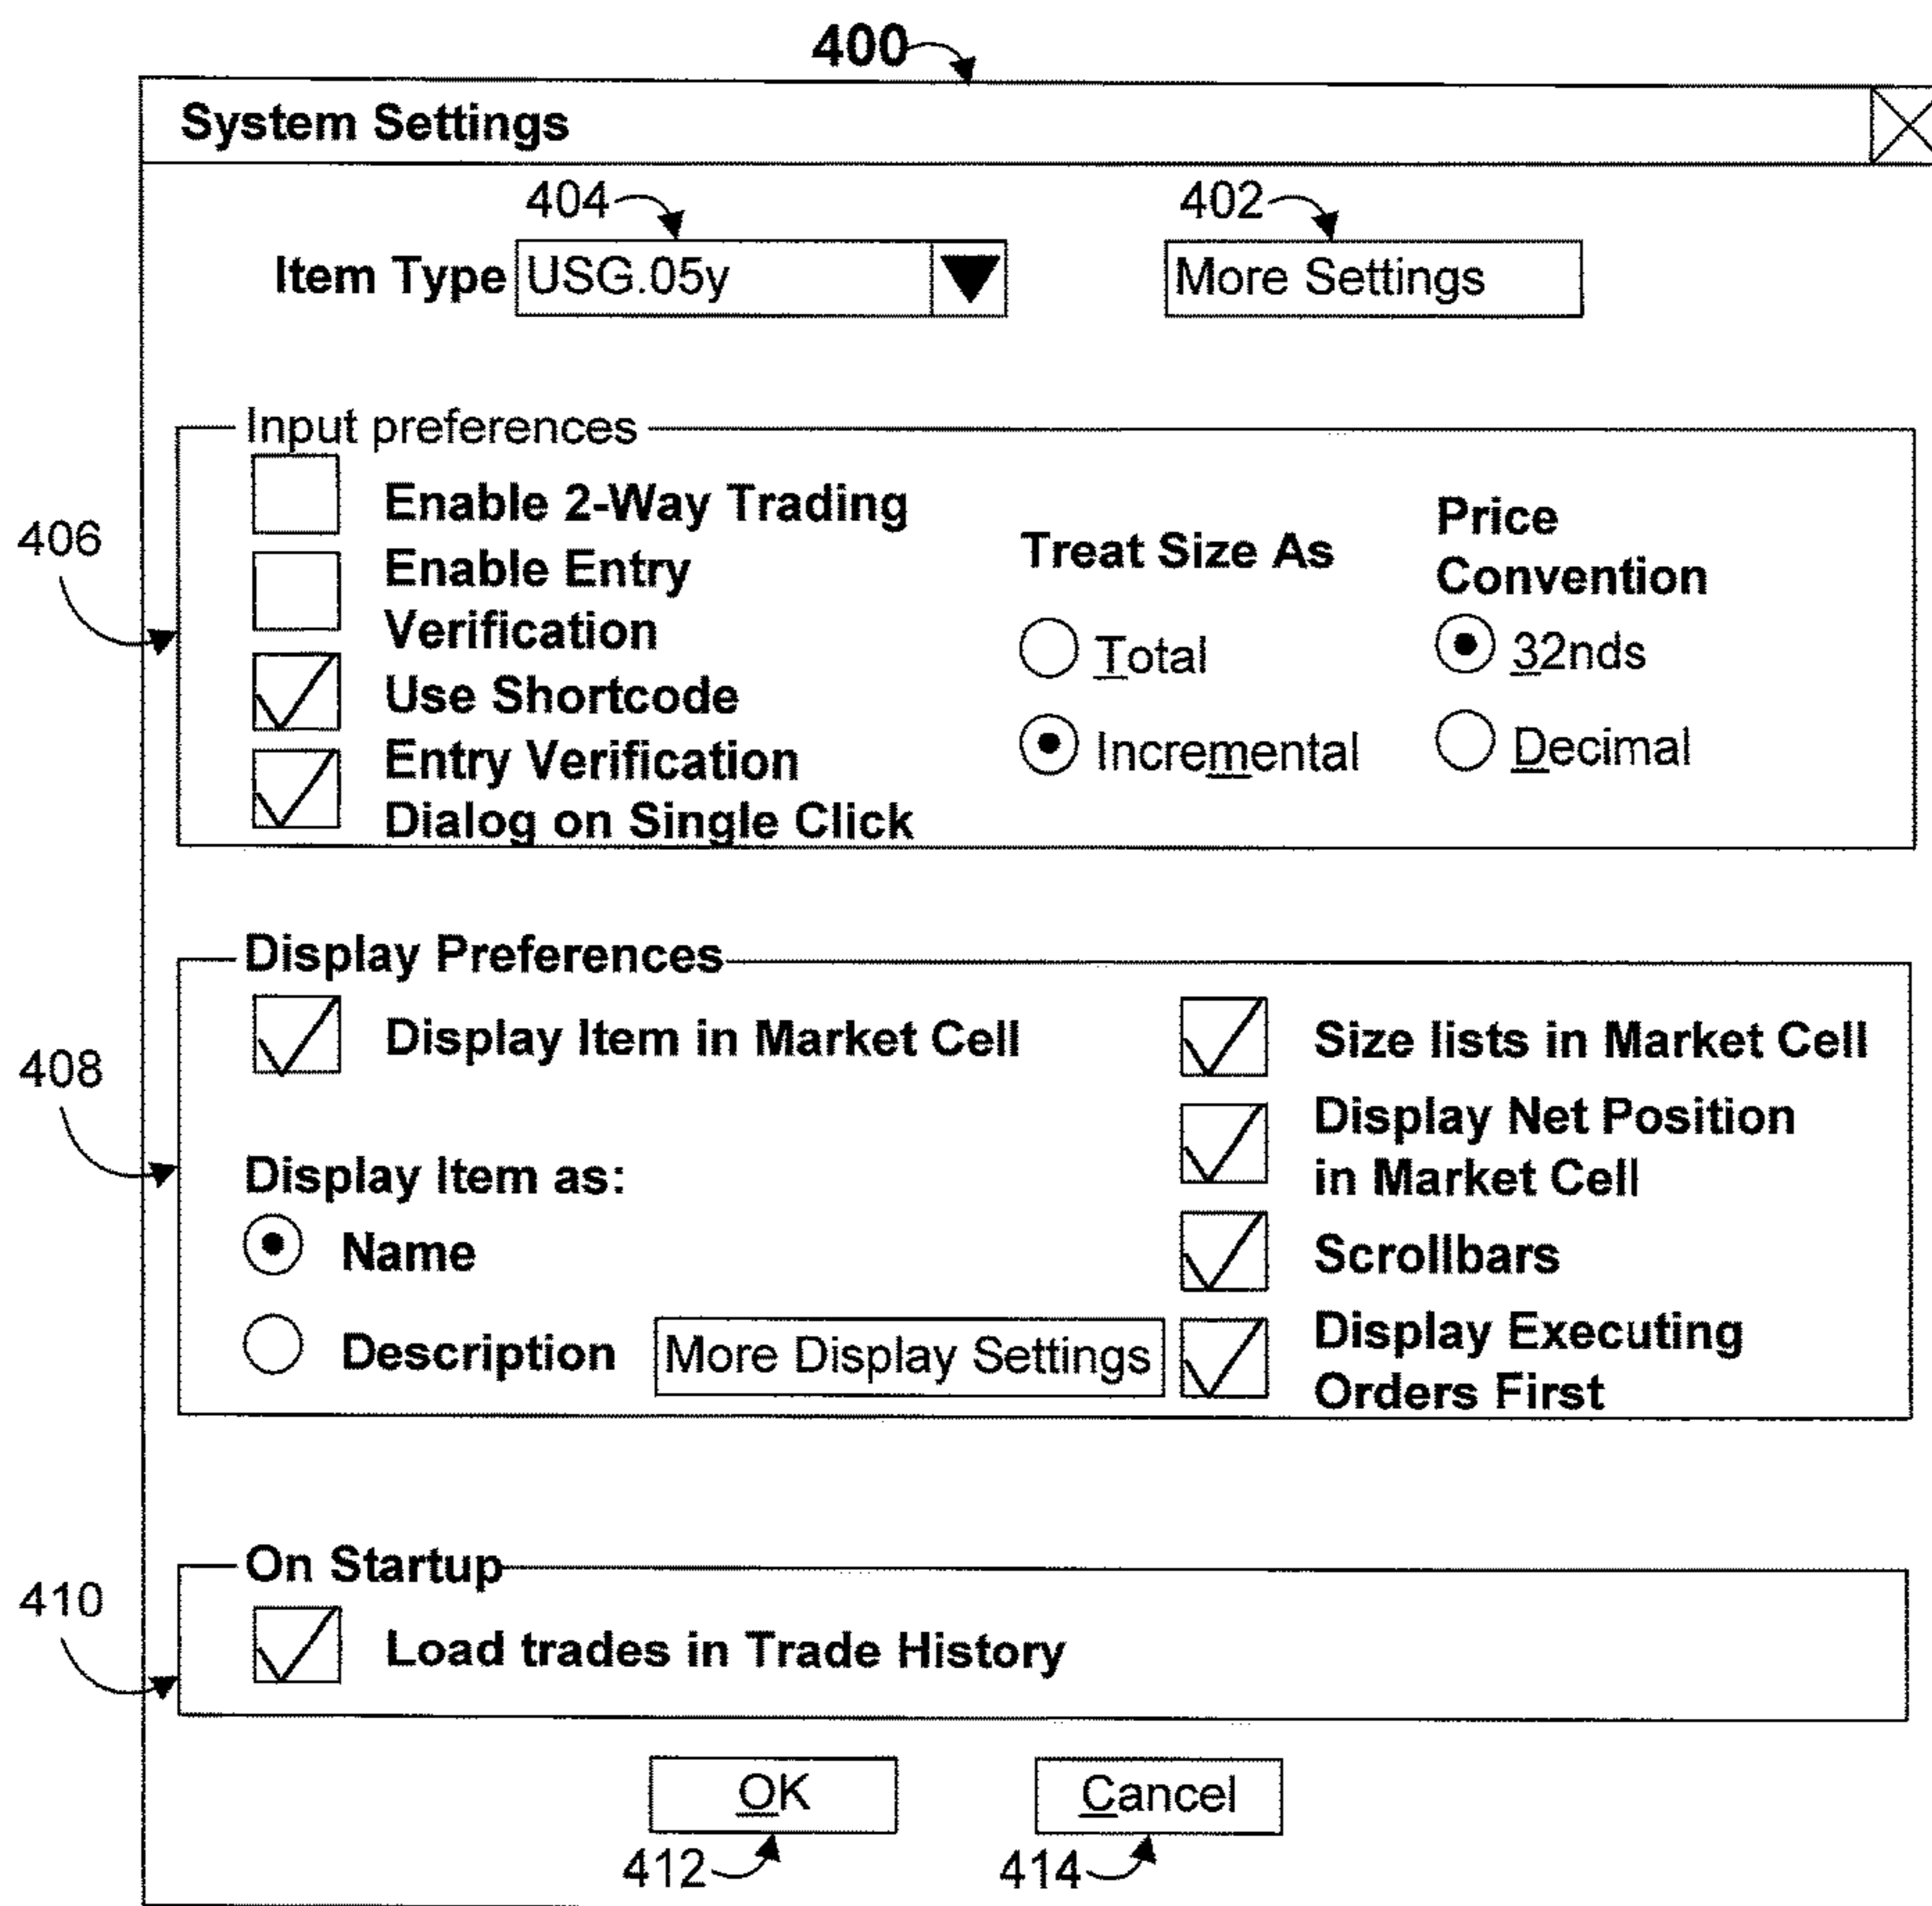 400
System Settings
404
402
Item Type USG.05y
More Settings
Input preferences
406
Enable 2-Way Trading
Enable Entry
Verification
Use Shortcode
Entry Verification
Dialog on Single Click
Treat Size As
Total
Incremental
Price
Convention
32nds
Decimal
Display Preferences
408
Display Item in Market Cell
Display Item as:
Name
Description
More Display Settings
Size lists in Market Cell
Display Net Position
in Market Cell
Scrollbars
Display Executing
Orders First
On Startup
410
Load trades in Trade History
OK
Cancel
412
414